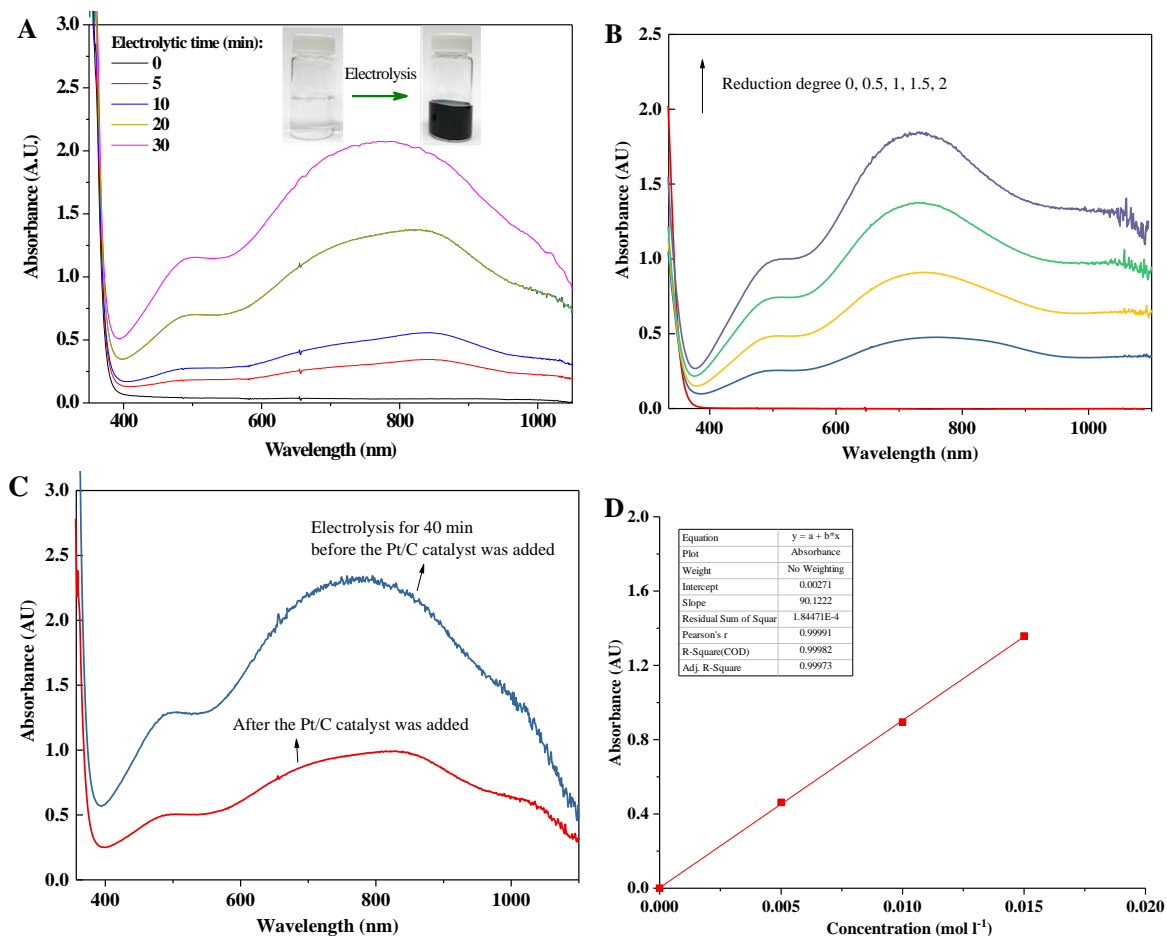 A
Electrolytic time (min):
0
5
10
20
30
Electrolysis
3.0
2.5
2.0
1.5
1.0
0.5
0.0
Absorbance (A.U.)
400
600
800
1000
Wavelength (nm)
B
Reduction degree 0, 0.5, 1, 1.5, 2
2.5
2.0
1.5
1.0
0.5
0.0
Absorbance (AU)
400
600
800
1000
Wavelength (nm)
C
Electrolysis for 40 min
before the Pt/C catalyst was added
After the Pt/C catalyst was added
3.0
2.5
2.0
1.5
1.0
0.5
0.0
Absorbance (AU)
400
600
800
1000
Wavelength (nm)
D
Equation y = a + b*x
Plot Absorbance
Weight No Weighting
Intercept 0.00271
Slope 90.1222
Residual Sum of Squar 1.84471E-4
Pearson's r 0.99991
R-Square(COD) 0.99982
Adj. R-Square 0.99973
2.0
1.6
1.2
0.8
0.4
0.0
Absorbance (AU)
0.000
0.005
0.010
0.015
0.020
Concentration (mol l⁻¹)